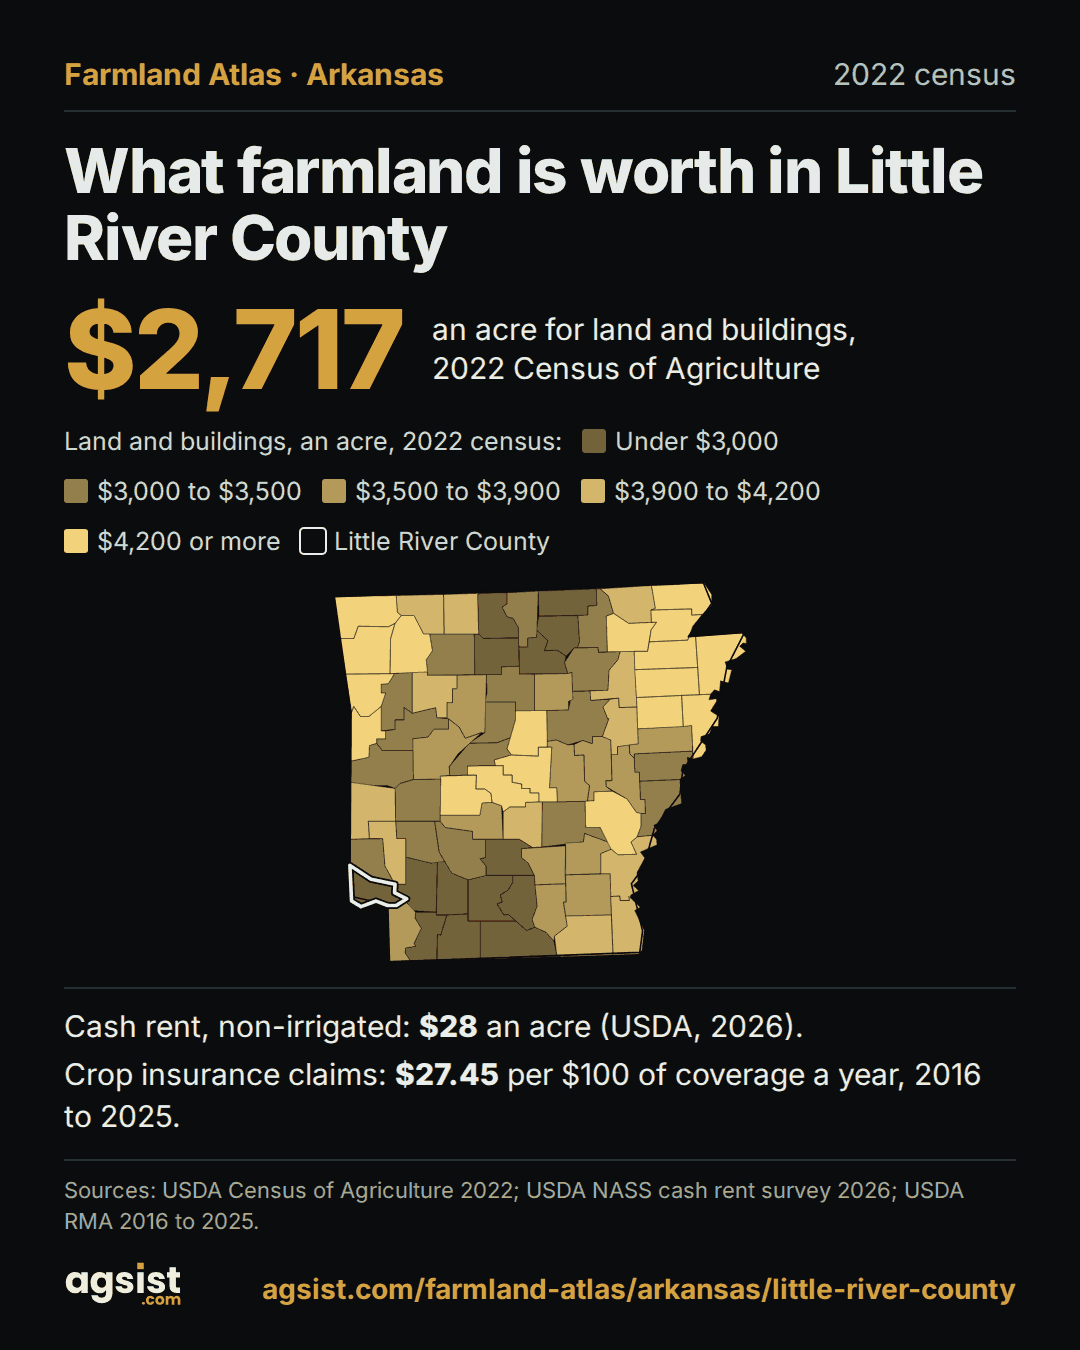 Farmland Atlas · Arkansas
2022 census
What farmland is worth in Little
River County
$2,717
an acre for land and buildings,
2022 Census of Agriculture
Land and buildings, an acre, 2022 census:
Under $3,000
$3,000 to $3,500
$3,500 to $3,900
$3,900 to $4,200
$4,200 or more
Little River County
Cash rent, non-irrigated: $28 an acre (USDA, 2026).
Crop insurance claims: $27.45 per $100 of coverage a year, 2016
to 2025.
Sources: USDA Census of Agriculture 2022; USDA NASS cash rent survey 2026; USDA
RMA 2016 to 2025.
agsist
.com
agsist.com/farmland-atlas/arkansas/little-river-county